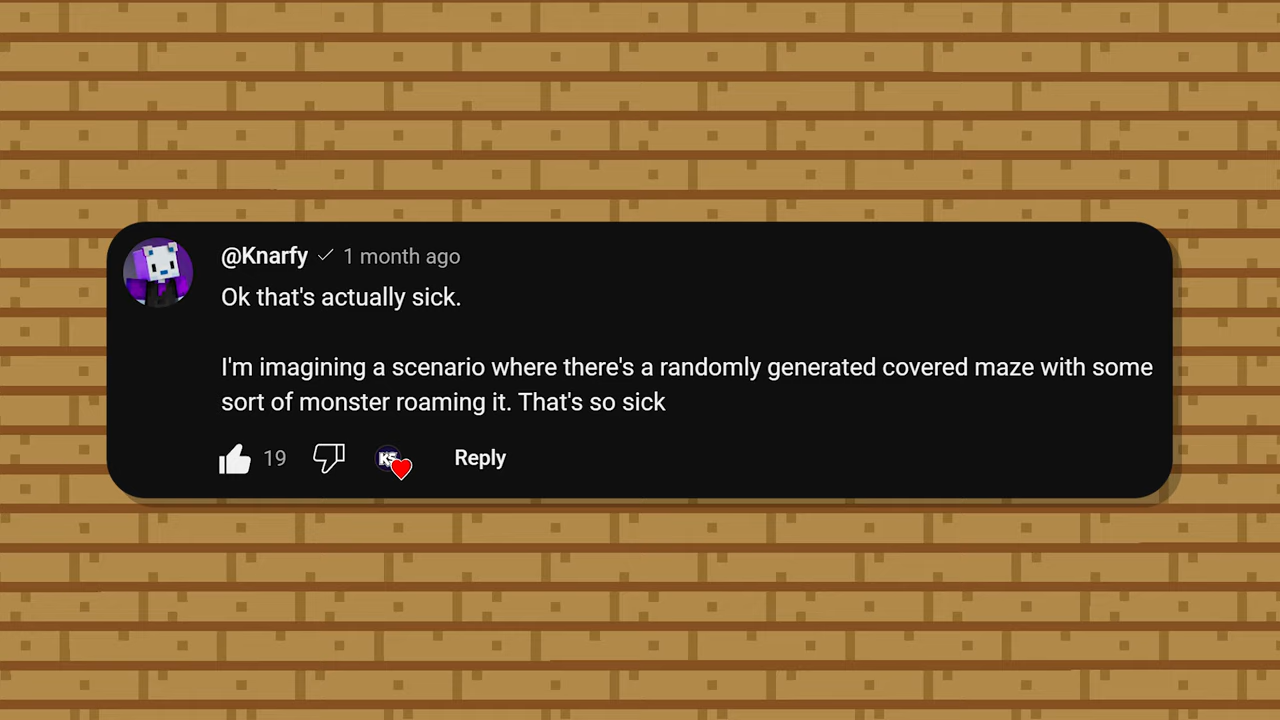 @Knarfy 1 month ago
Ok that's actually sick.
I'm imagining a scenario where there's a randomly generated covered maze with some
sort of monster roaming it. That's so sick
19 KS Reply